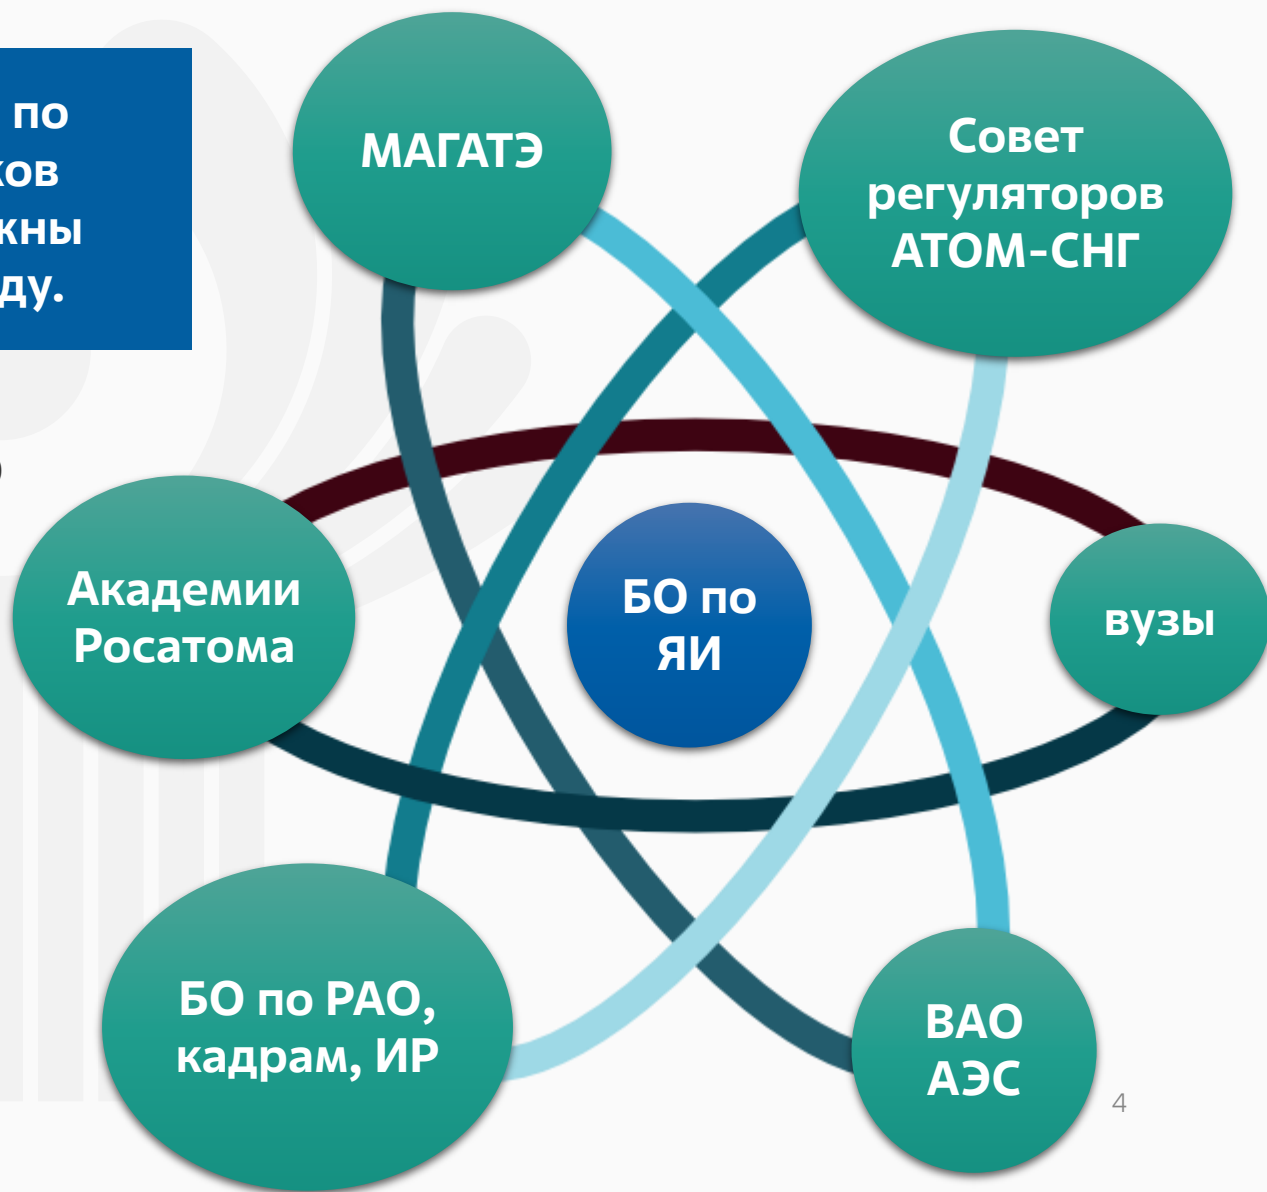 по
ков
жны
ду.
МАГАТЭ
Совет
регуляторов
АТОМ-СНГ
)
Академии
Росатома
БО по
ЯИ
вузы
БО по РАО,
кадрам, ИР
ВАО
АЭС
4